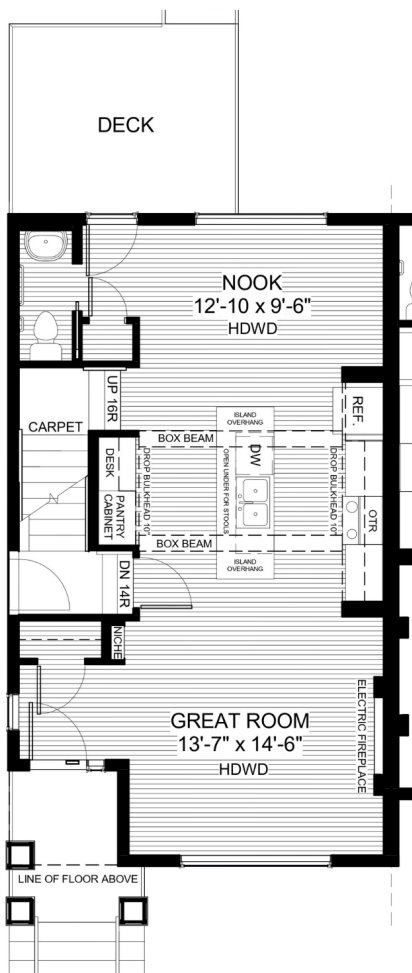 DECK
NOOK
12'-10 x 9'-6"
HDWD
UP 16R
REF.
CARPET
ISLAND
OVERHANG
BOX BEAM
DESK
DROP BULKHEAD 10"
DW
OPEN UNDER FOR STOOLS
DROP BULKHEAD 10"
PANTRY
CABINET
OTR
BOX BEAM
ISLAND
OVERHANG
DN 14R
NICHE
ELECTRIC FIREPLACE
GREAT ROOM
13'-7" x 14'-6"
HDWD
LINE OF FLOOR ABOVE